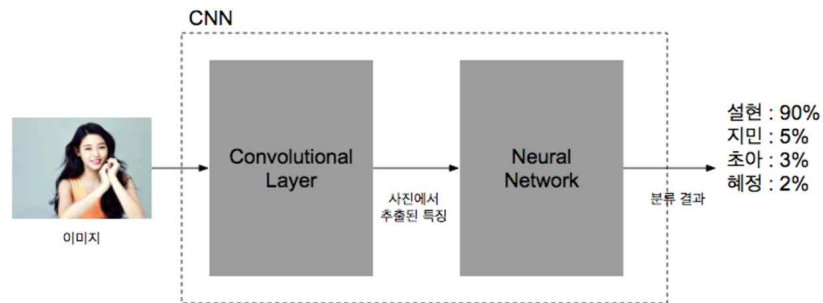 CNN
Convolutional
Layer
Neural
Network
설현 : 90%
지민 : 5%
초아 : 3%
혜정 : 2%
사진에서
추출된 특징
분류 결과
이미지